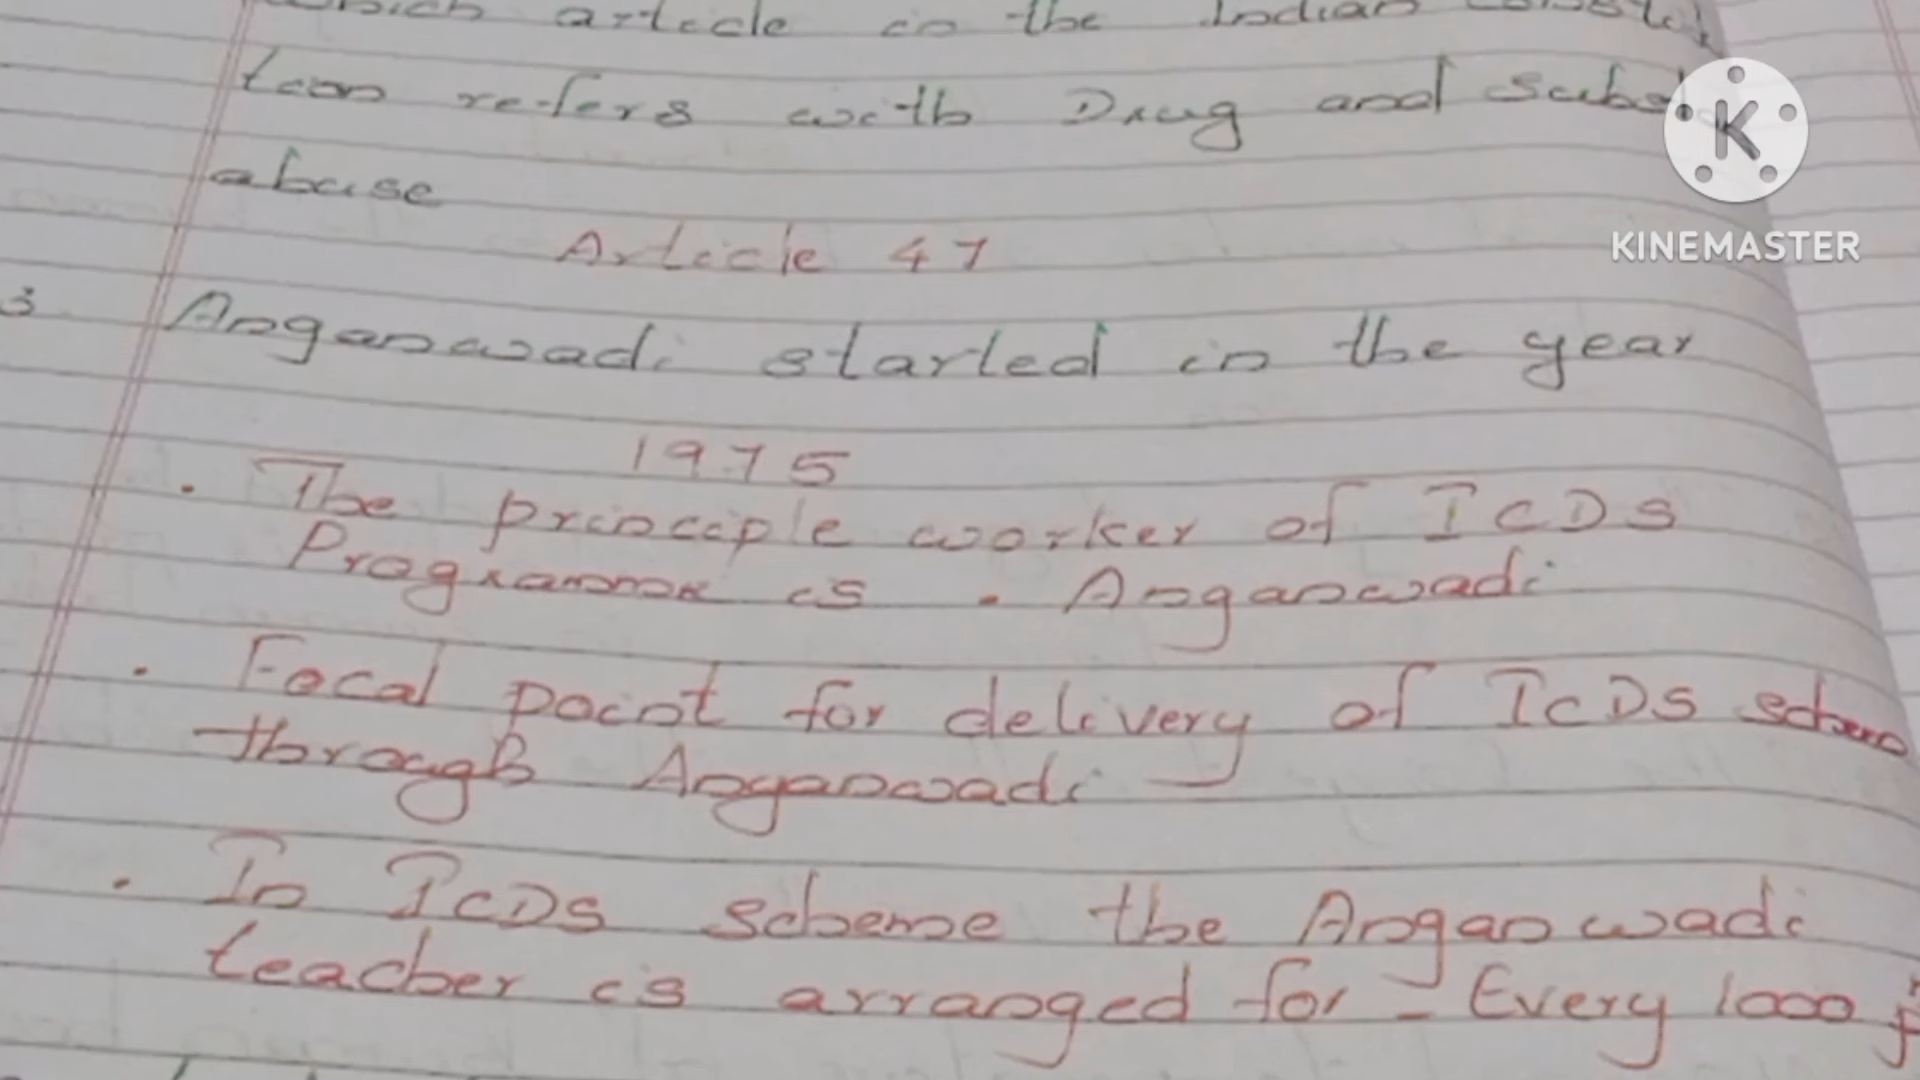 which article in the Indian
tion refers with Drug and
abuse
Article 47
3 Anganwadi started in the year
1975
. The principle worker of ICDS
Programme is . Anganwadi
. Focal point for delivery of ICDS scheme
through Anganwadi
. In ICDS scheme the Anganwadi
teacher is arranged for - Every 1000
K
KINEMASTER